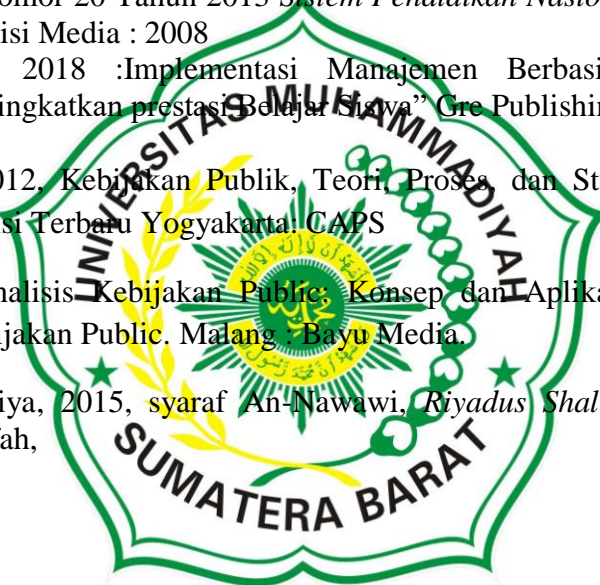 omor 20 Tahun 2013 Sistem Pendidikan Nasio
isi Media : 2008
2018 :Implementasi Manajemen Berbasi
ingkatkan prestasi Belajar Siswa” Gre Publishin
012, Kebijakan Publik, Teori, Proses, dan St
isi Terbaru Yogyakarta: CAPS
nalisis Kebijakan Public: Konsep dan Aplika
ijakan Public. Malang : Bayu Media.
iya, 2015, syaraf An-Nawawi, Riyadus Shal
ah,
UNIVERSITAS MUHAMMADIYAH
SUMATERA BARAT